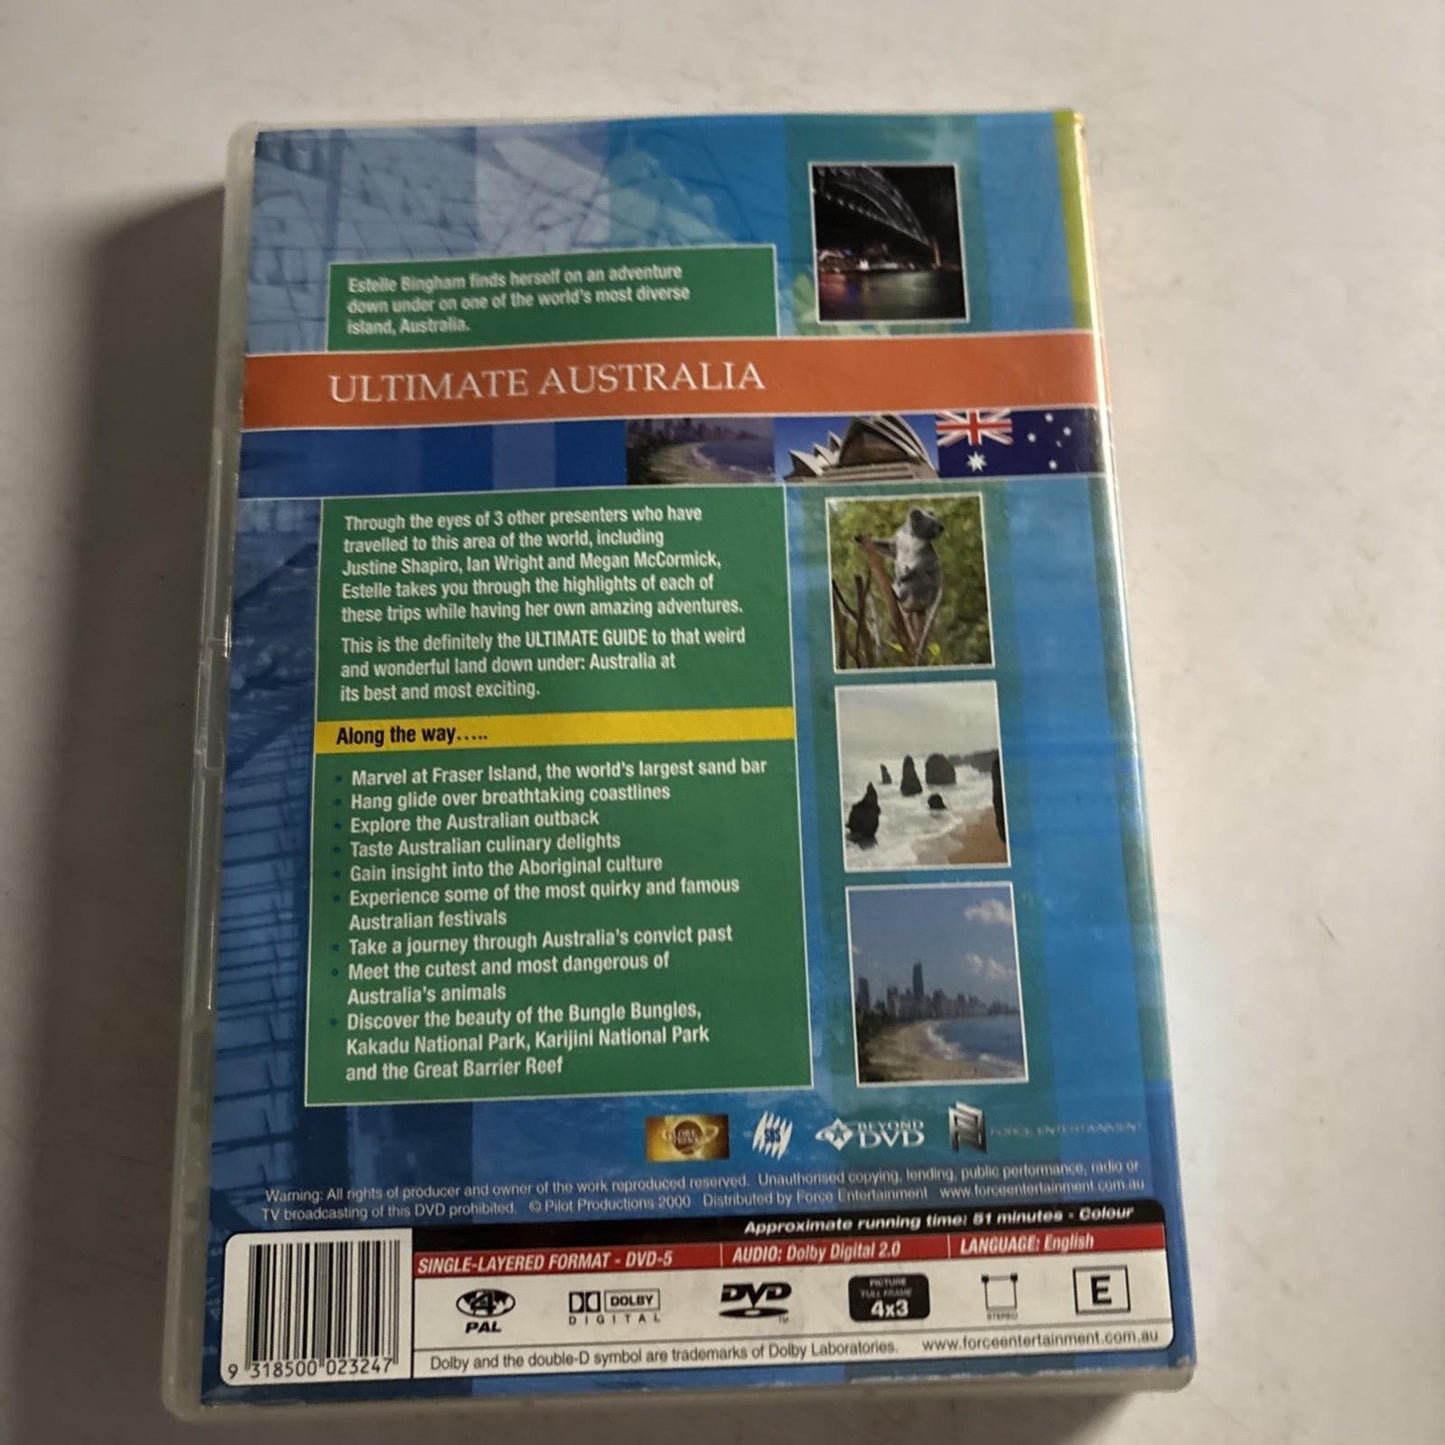 Estelle Bingham finds herself on an adventure
down under on one of the world's most diverse
island, Australia.
ULTIMATE AUSTRALIA
Through the eyes of 3 other presenters who have
travelled to this area of the world, including
Justine Shapiro, Ian Wright and Megan McCormick,
Estelle takes you through the highlights of each of
these trips while having her own amazing adventures.
This is the definitely the ULTIMATE GUIDE to that weird
and wonderful land down under: Australia at
its best and most exciting.
Along the way.....
• Marvel at Fraser Island, the world's largest sand bar
• Hang glide over breathtaking coastlines
• Explore the Australian outback
• Taste Australian culinary delights
• Gain insight into the Aboriginal culture
• Experience some of the most quirky and famous
Australian festivals
• Take a journey through Australia's convict past
• Meet the cutest and most dangerous of
Australia's animals
• Discover the beauty of the Bungle Bungles,
Kakadu National Park, Karijini National Park
and the Great Barrier Reef
SBS BEYOND DVD FORCE ENTERTAINMENT
Warning: All rights of producer and owner of the work reproduced reserved. Unauthorised copying, lending, public performance, radio or
TV broadcasting of this DVD prohibited. © Pilot Productions 2000 Distributed by Force Entertainment www.forceentertainment.com.au
Approximate running time: 51 minutes - Colour
SINGLE-LAYERED FORMAT - DVD-5 AUDIO: Dolby Digital 2.0 LANGUAGE: English
4 PAL
DOLBY DIGITAL
DVD TM
PICTURE FULL FRAME 4x3
STEREO
E
Dolby and the double-D symbol are trademarks of Dolby Laboratories. www.forceentertainment.com.au
9 318500 023247